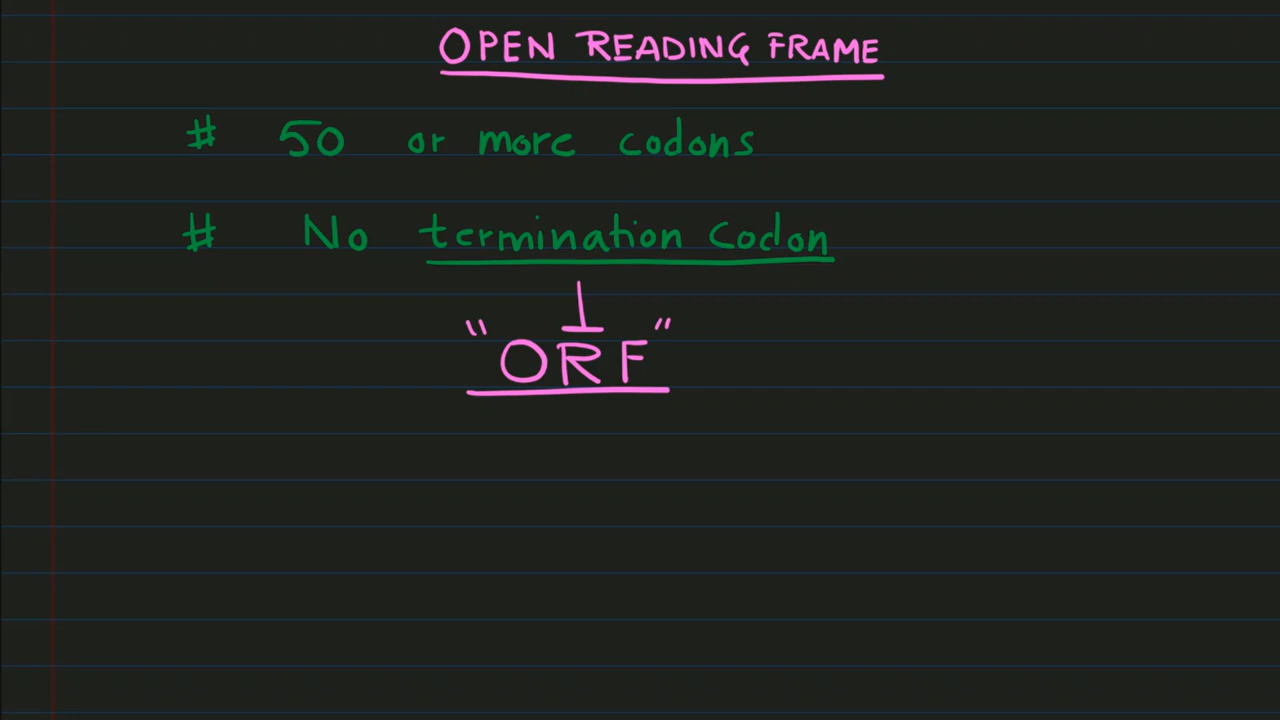 OPEN READING FRAME
# 50 or more codons
# No termination Codon
"ORF"